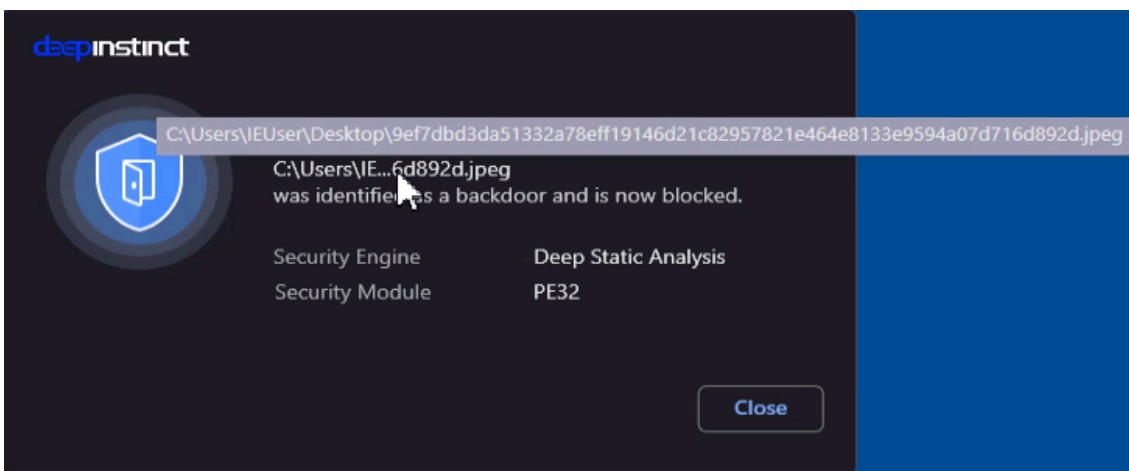 deepinstinct
C:\Users\IEUser\Desktop\9ef7dbd3da51332a78eff19146d21c82957821e464e8133e9594a07d716d892d.jpeg
C:\Users\IE...6d892d.jpeg
was identified as a backdoor and is now blocked.
Security Engine Deep Static Analysis
Security Module PE32
Close